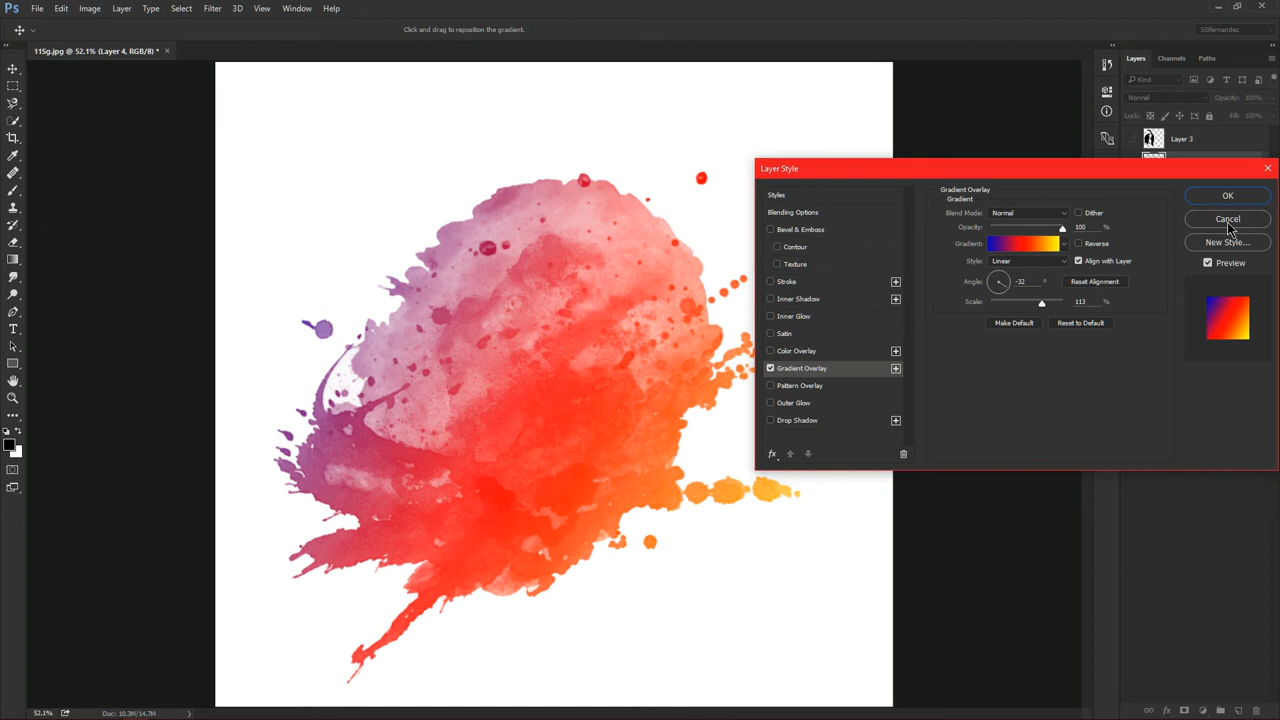 Ps File Edit Image Layer Type Select Filter 3D View Window Help
Click and drag to reposition the gradient. SGfernandez
11Sg.jpg @ 52.1% (Layer 4, RGB/8) * ×
Layers Channels Paths
Kind
Normal Opacity: 100%
Lock: Fill: 100%
Layer 3
Layer Style
Styles
Blending Options
Bevel & Emboss
Contour
Texture
Stroke
Inner Shadow
Inner Glow
Satin
Color Overlay
Gradient Overlay
Pattern Overlay
Outer Glow
Drop Shadow
fx
Gradient Overlay
Gradient
Blend Mode: Normal Dither
Opacity: 100 %
Gradient: Reverse
Style: Linear Align with Layer
Angle: -32 ° Reset Alignment
Scale: 113 %
Make Default Reset to Default
OK
Cancel
New Style...
Preview
T
52.1% Doc: 10.3M/14.7M
fx